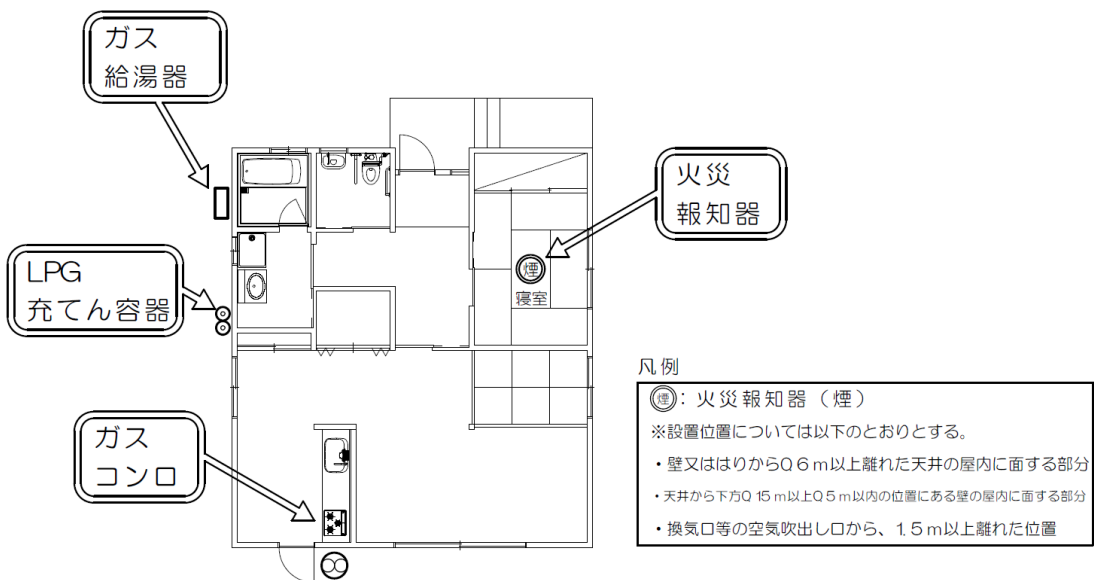 ガス
給湯器
火災
報知器
煙
寝室
LPG
充てん容器
ガス
コンロ
凡例
煙：火災報知器（煙）
※設置位置については以下のとおりとする。
・壁又ははりから0.6m以上離れた天井の屋内に面する部分
・天井から下方0.15m以上0.5m以内の位置にある壁の屋内に面する部分
・換気口等の空気吹出し口から、1.5m以上離れた位置